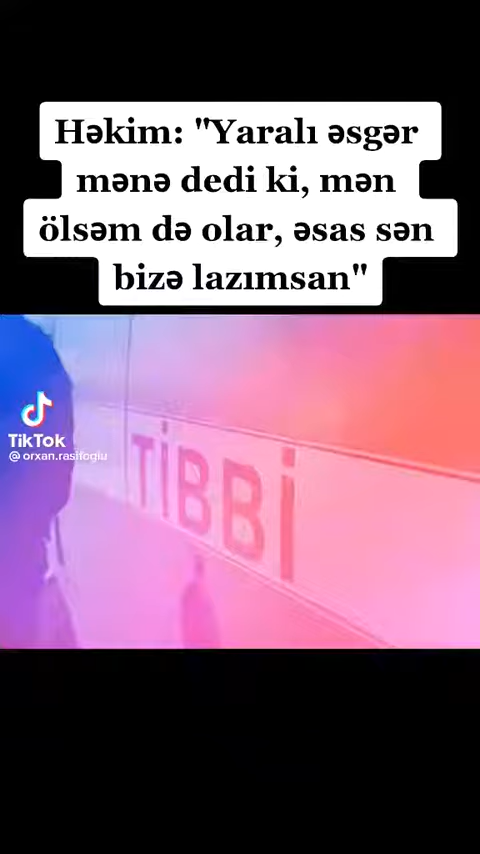 Həkim: "Yaralı əsgər
mənə dedi ki, mən
ölsəm də olar, əsas sən
bizə lazımsan"
TikTok
@ orxan.rasifoglu
TİBBİ